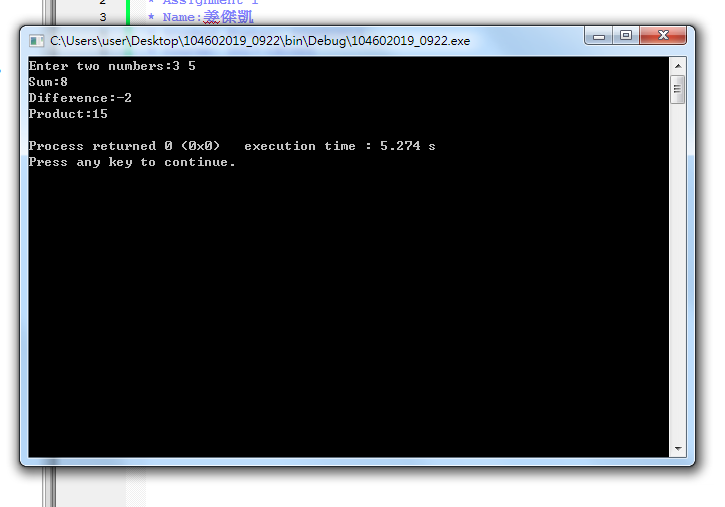 2 * Assignment 1
3 * Name:姜傑凱
C:\Users\user\Desktop\104602019_0922\bin\Debug\104602019_0922.exe
Enter two numbers:3 5
Sum:8
Difference:-2
Product:15
Process returned 0 (0x0)   execution time : 5.274 s
Press any key to continue.